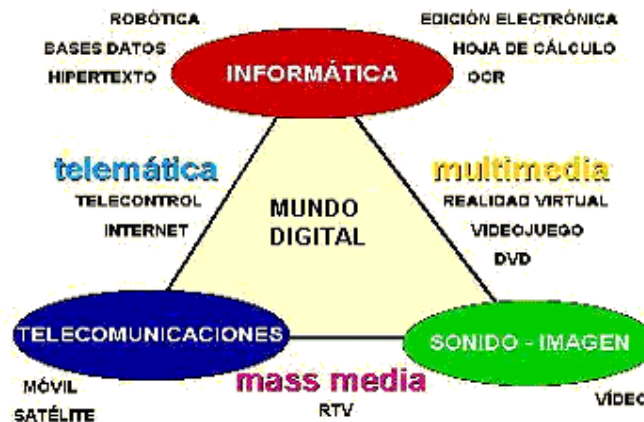 ROBÓTICA
BASES DATOS
HIPERTEXTO
INFORMÁTICA
EDICIÓN ELECTRÓNICA
HOJA DE CÁLCULO
OCR
telemática
TELECONTROL
INTERNET
MUNDO
DIGITAL
multimedia
REALIDAD VIRTUAL
VIDEOJUEGO
DVD
TELECOMUNICACIONES
SONIDO - IMAGEN
MÓVIL
SATÉLITE
mass media
RTV
VÍDEO